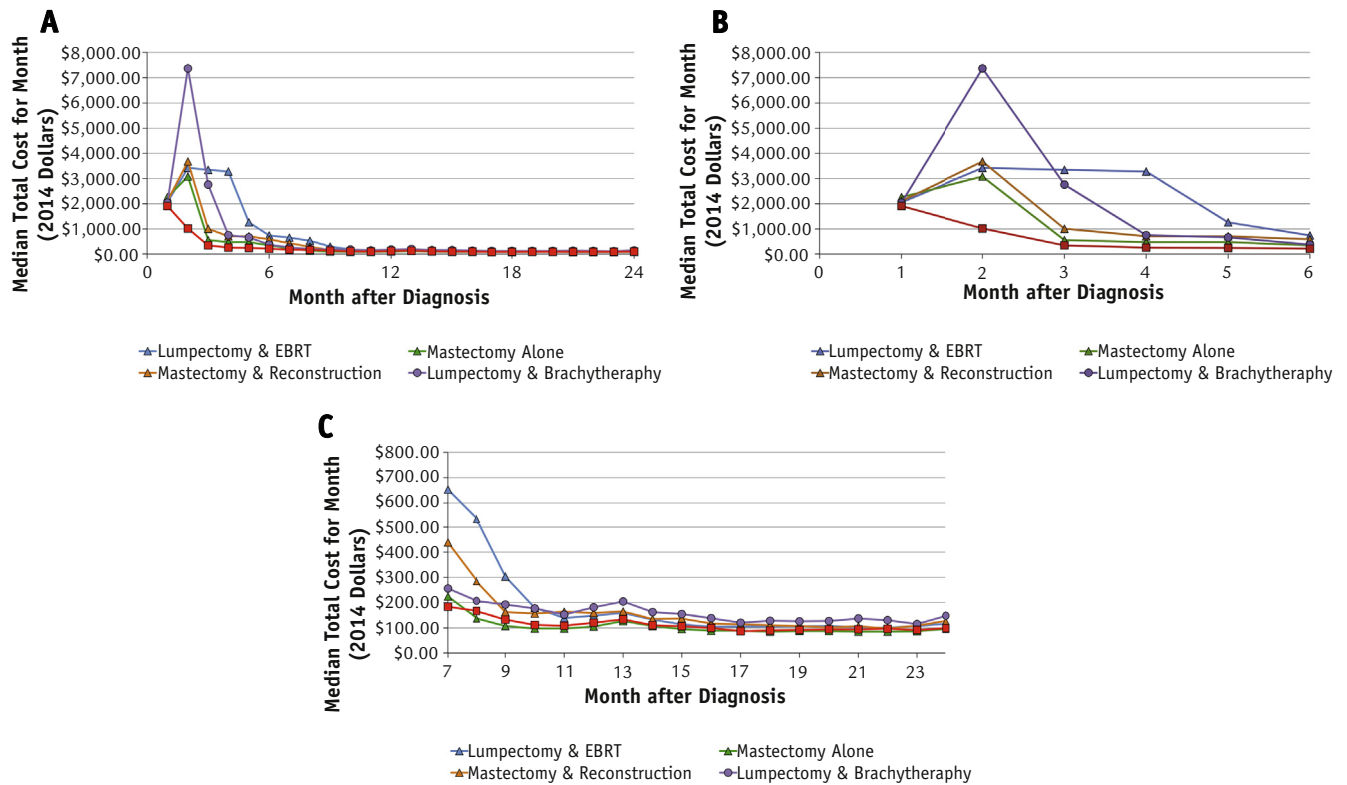 A
Median Total Cost for Month
(2014 Dollars)
$8,000.00
$7,000.00
$6,000.00
$5,000.00
$4,000.00
$3,000.00
$2,000.00
$1,000.00
$0.00
0 6 12 18 24
Month after Diagnosis
Lumpectomy & EBRT
Mastectomy Alone
Mastectomy & Reconstruction
Lumpectomy & Brachytheraphy
B
Median Total Cost for Month
(2014 Dollars)
$8,000.00
$7,000.00
$6,000.00
$5,000.00
$4,000.00
$3,000.00
$2,000.00
$1,000.00
$0.00
0 1 2 3 4 5 6
Month after Diagnosis
Lumpectomy & EBRT
Mastectomy Alone
Mastectomy & Reconstruction
Lumpectomy & Brachytheraphy
C
Median Total Cost for Month
(2014 Dollars)
$800.00
$700.00
$600.00
$500.00
$400.00
$300.00
$200.00
$100.00
$0.00
7 9 11 13 15 17 19 21 23
Month after Diagnosis
Lumpectomy & EBRT
Mastectomy Alone
Mastectomy & Reconstruction
Lumpectomy & Brachytheraphy